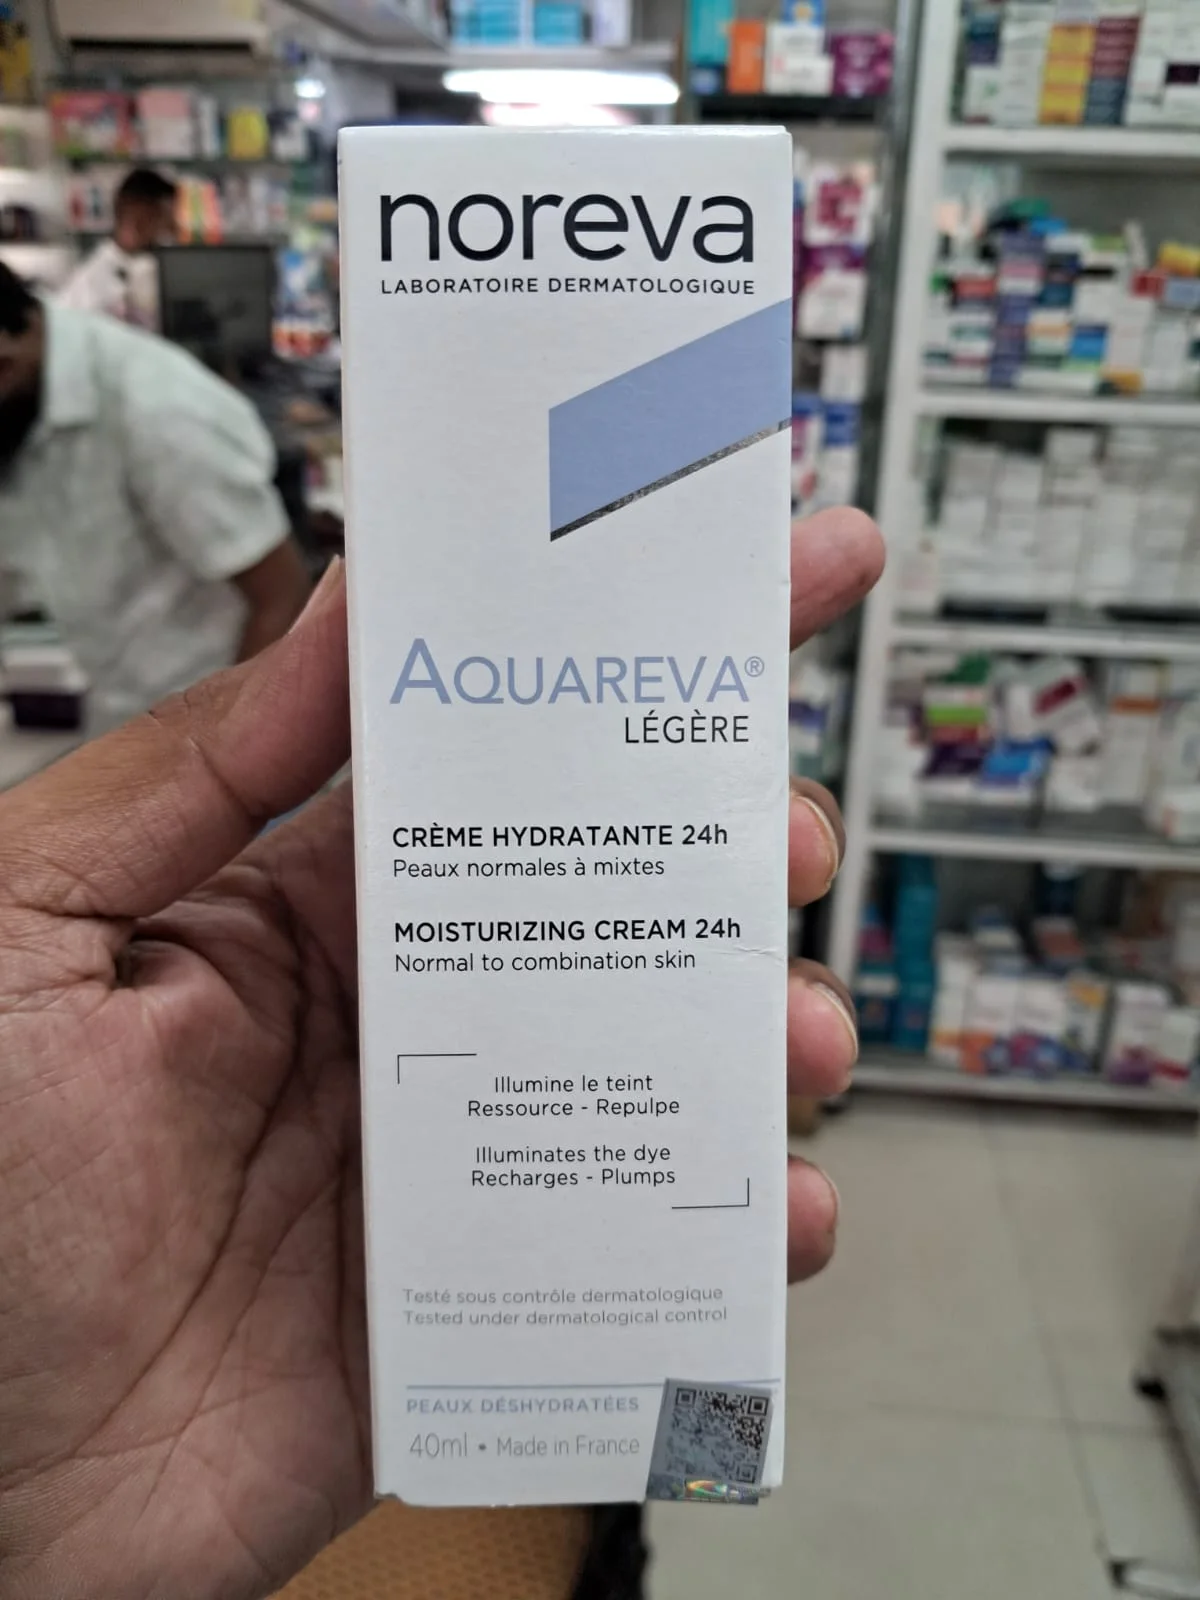 noreva
LABORATOIRE DERMATOLOGIQUE
AQUAREVA®
LÉGÈRE
CRÈME HYDRATANTE 24h
Peaux normales à mixtes
MOISTURIZING CREAM 24h
Normal to combination skin
Illumine le teint
Ressource - Repulpe
Illuminates the dye
Recharges - Plumps
Testé sous contrôle dermatologique
Tested under dermatological control
PEAUX DÉSHYDRATÉES
40ml • Made in France